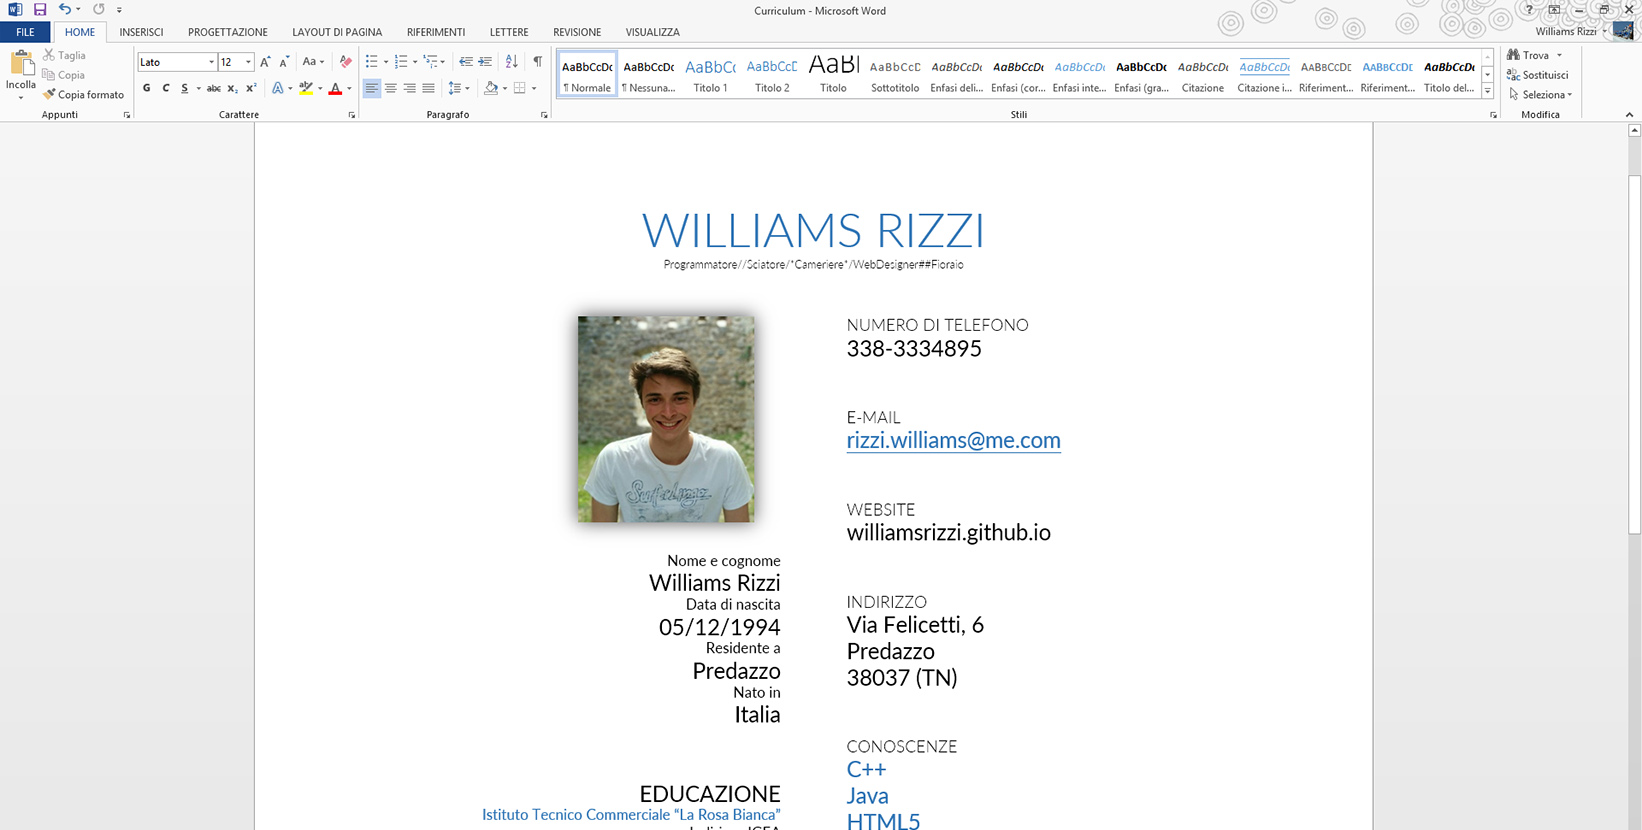 Curriculum - Microsoft Word
FILE
HOME
INSERISCI
PROGETTAZIONE
LAYOUT DI PAGINA
RIFERIMENTI
LETTERE
REVISIONE
VISUALIZZA
Williams Rizzi
Incolla
Taglia
Copia
Copia formato
Appunti
Lato
12
Aa
G C S abc x₂ x²
Carattere
Paragrafo
AaBbCcDc AaBbCcDc AaBbCc AaBbCcD AaBl AaBbCcD AaBbCcDc AaBbCcDc AaBbCcDc AaBbCcDc AaBbCcDc AaBbCcDc AABBCCDC AABBCCDC AaBbCcDc
¶ Normale
¶ Nessuna...
Titolo 1
Titolo 2
Titolo
Sottotitolo
Enfasi deli...
Enfasi (cor...
Enfasi inte...
Enfasi (gra...
Citazione
Citazione i...
Riferiment...
Riferiment...
Titolo del...
Stili
Trova
Sostituisci
Seleziona
Modifica
WILLIAMS RIZZI
Programmatore//Sciatore/*Cameriere*/WebDesigner##Fioraio
Nome e cognome
Williams Rizzi
Data di nascita
05/12/1994
Residente a
Predazzo
Nato in
Italia
EDUCAZIONE
Istituto Tecnico Commerciale “La Rosa Bianca”
NUMERO DI TELEFONO
338-3334895
E-MAIL
rizzi.williams@me.com
WEBSITE
williamsrizzi.github.io
INDIRIZZO
Via Felicetti, 6
Predazzo
38037 (TN)
CONOSCENZE
C++
Java
HTML5